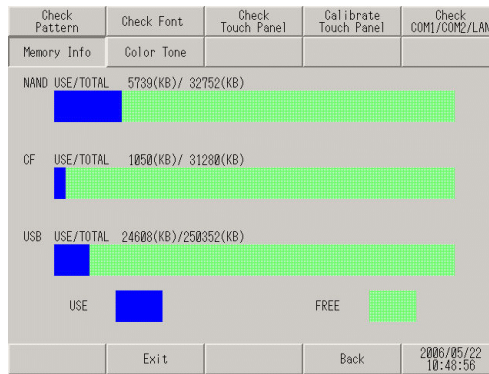 Check Pattern
Check Font
Check Touch Panel
Calibrate Touch Panel
Check COM1/COM2/LAN
Memory Info
Color Tone
NAND USE/TOTAL 5739(KB)/ 32752(KB)
CF USE/TOTAL 1050(KB)/ 31280(KB)
USB USE/TOTAL 24608(KB)/250352(KB)
USE
FREE
Exit
Back
2006/05/22
10:48:56